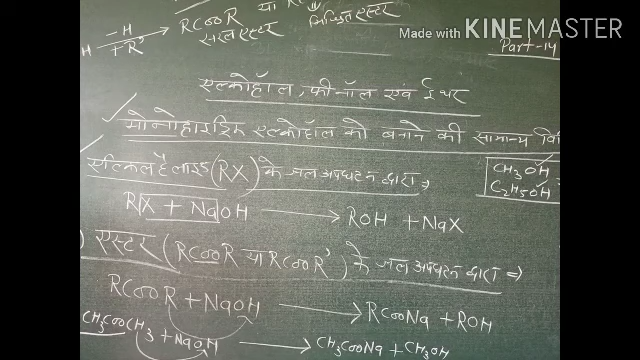 H -H/+R' → RCOOR या RC
सरल एस्टर मिश्रित एस्टर
Made with KINEMASTER
Part-14
एल्कोहॉल, फीनॉल एवं ईथर
मोनोहाइड्रिक एल्कोहॉल को बनाने की सामान्य वि
एल्किल हैलाइड (RX) के जल अपघटन द्वारा ⇒
CH3OH
C2H5OH
RX + NaOH → ROH + NaX
) एस्टर (RCOOR या RCOOR') के जल अपघटन द्वारा ⇒
RCOOR + NaOH → RCOONa + ROH
CH3COOCH3 + NaOH → CH3COONa + CH3OH